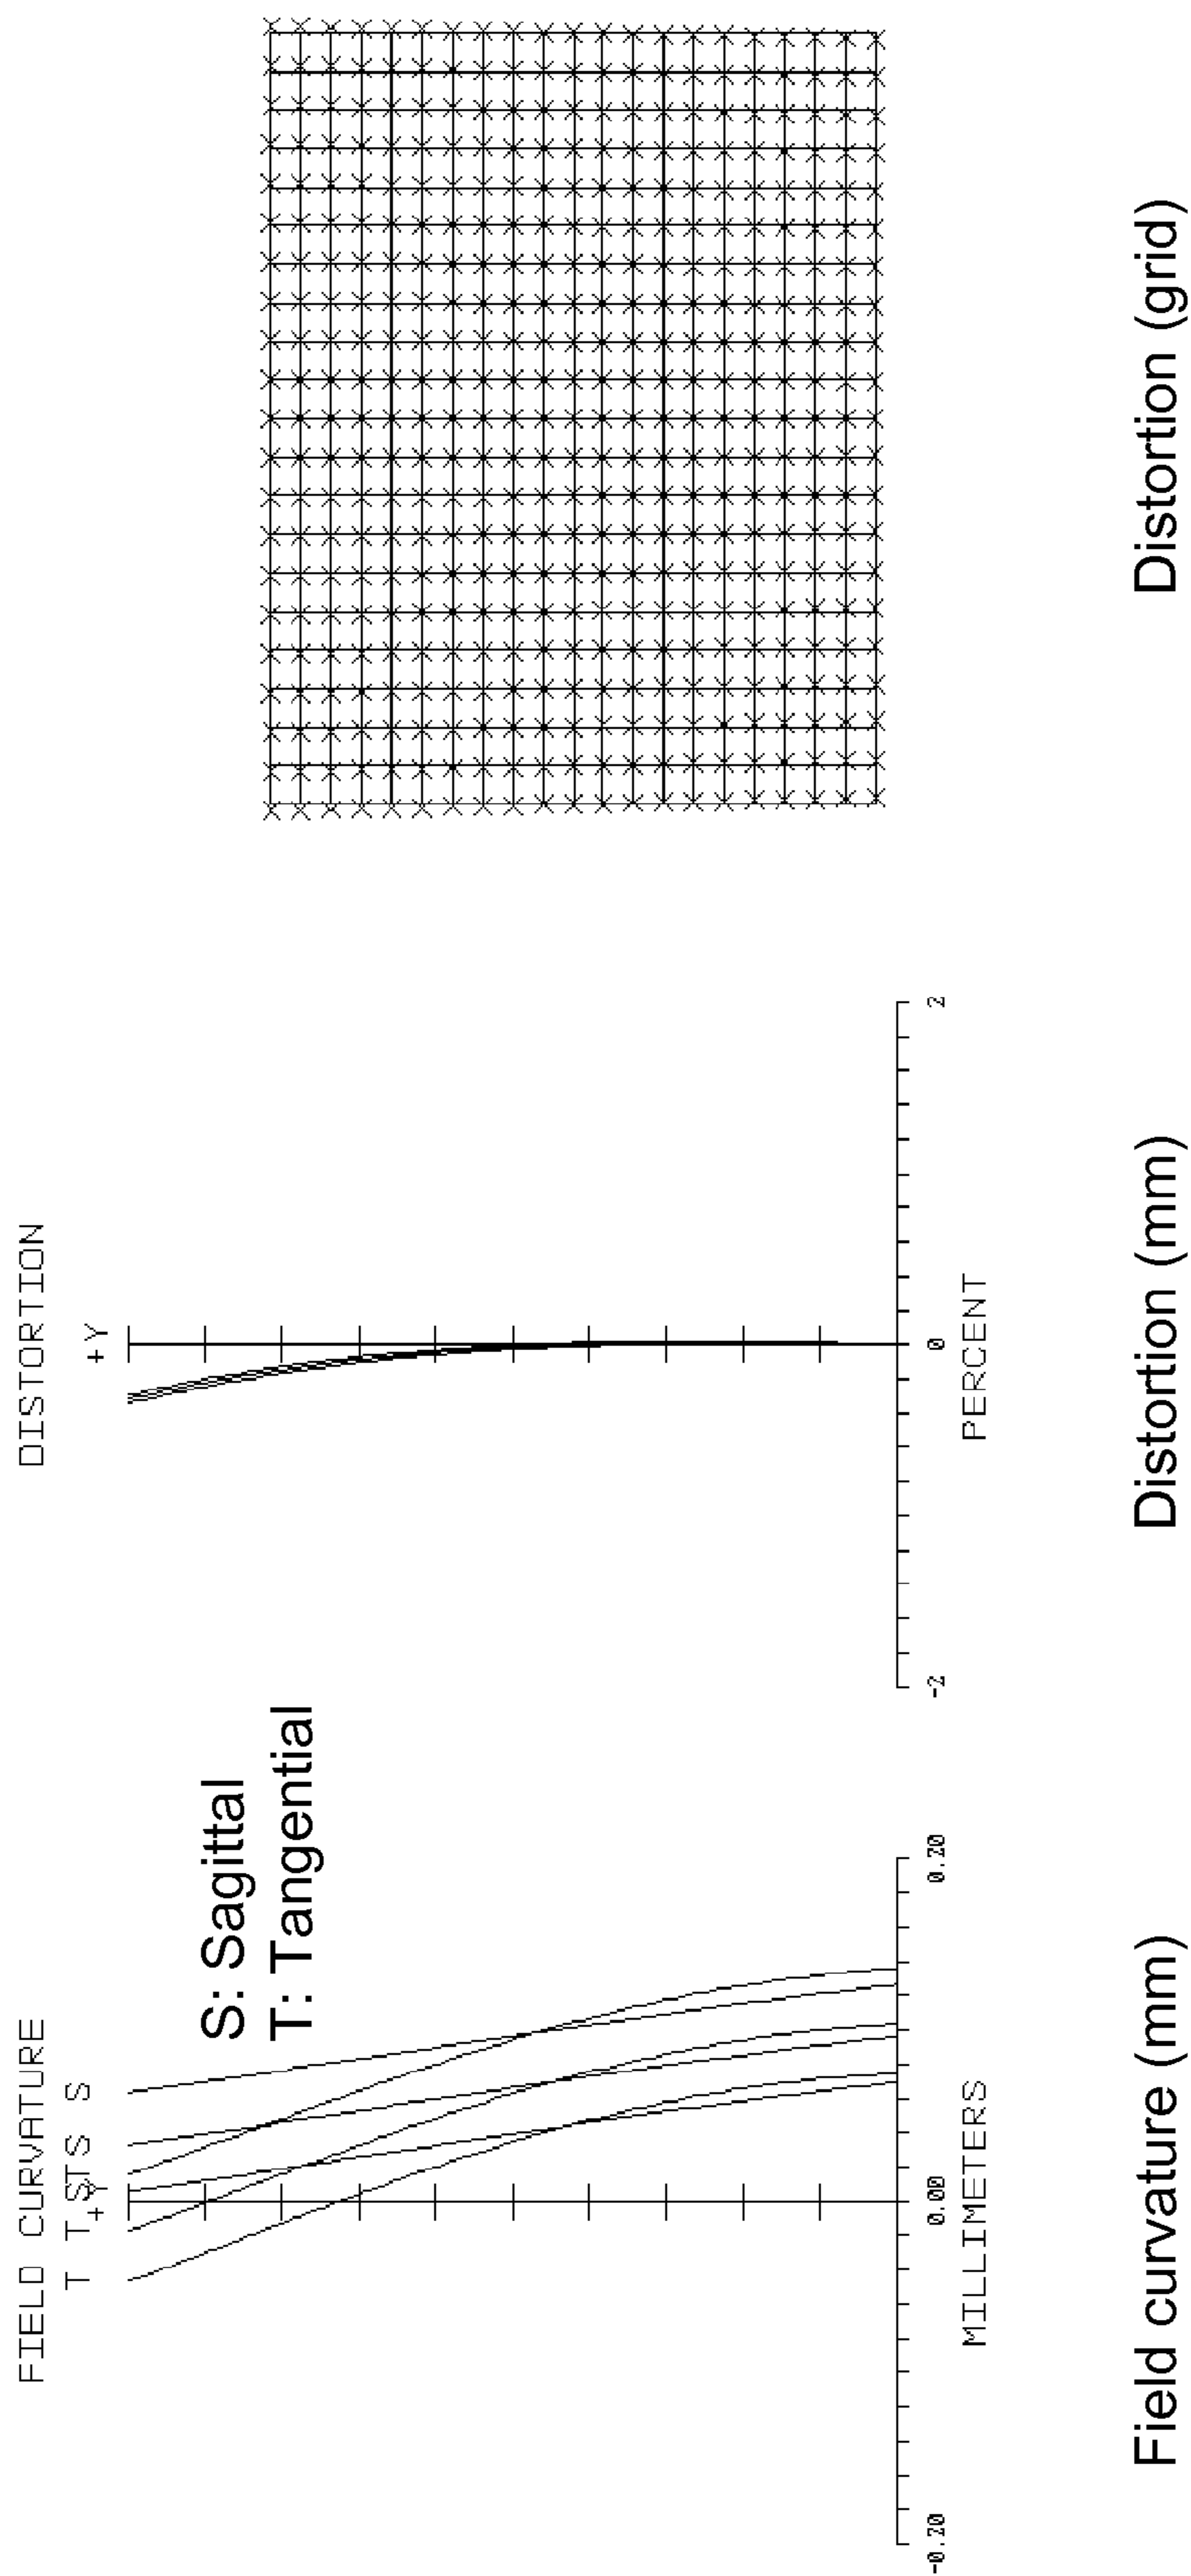 FIELD CURVATURE
T T S T S S
+Y
S: Sagittal
T: Tangential
-0.20 0.00 0.20
MILLIMETERS
Field curvature (mm)
DISTORTION
+Y
-2 0 2
PERCENT
Distortion (mm)
Distortion (grid)